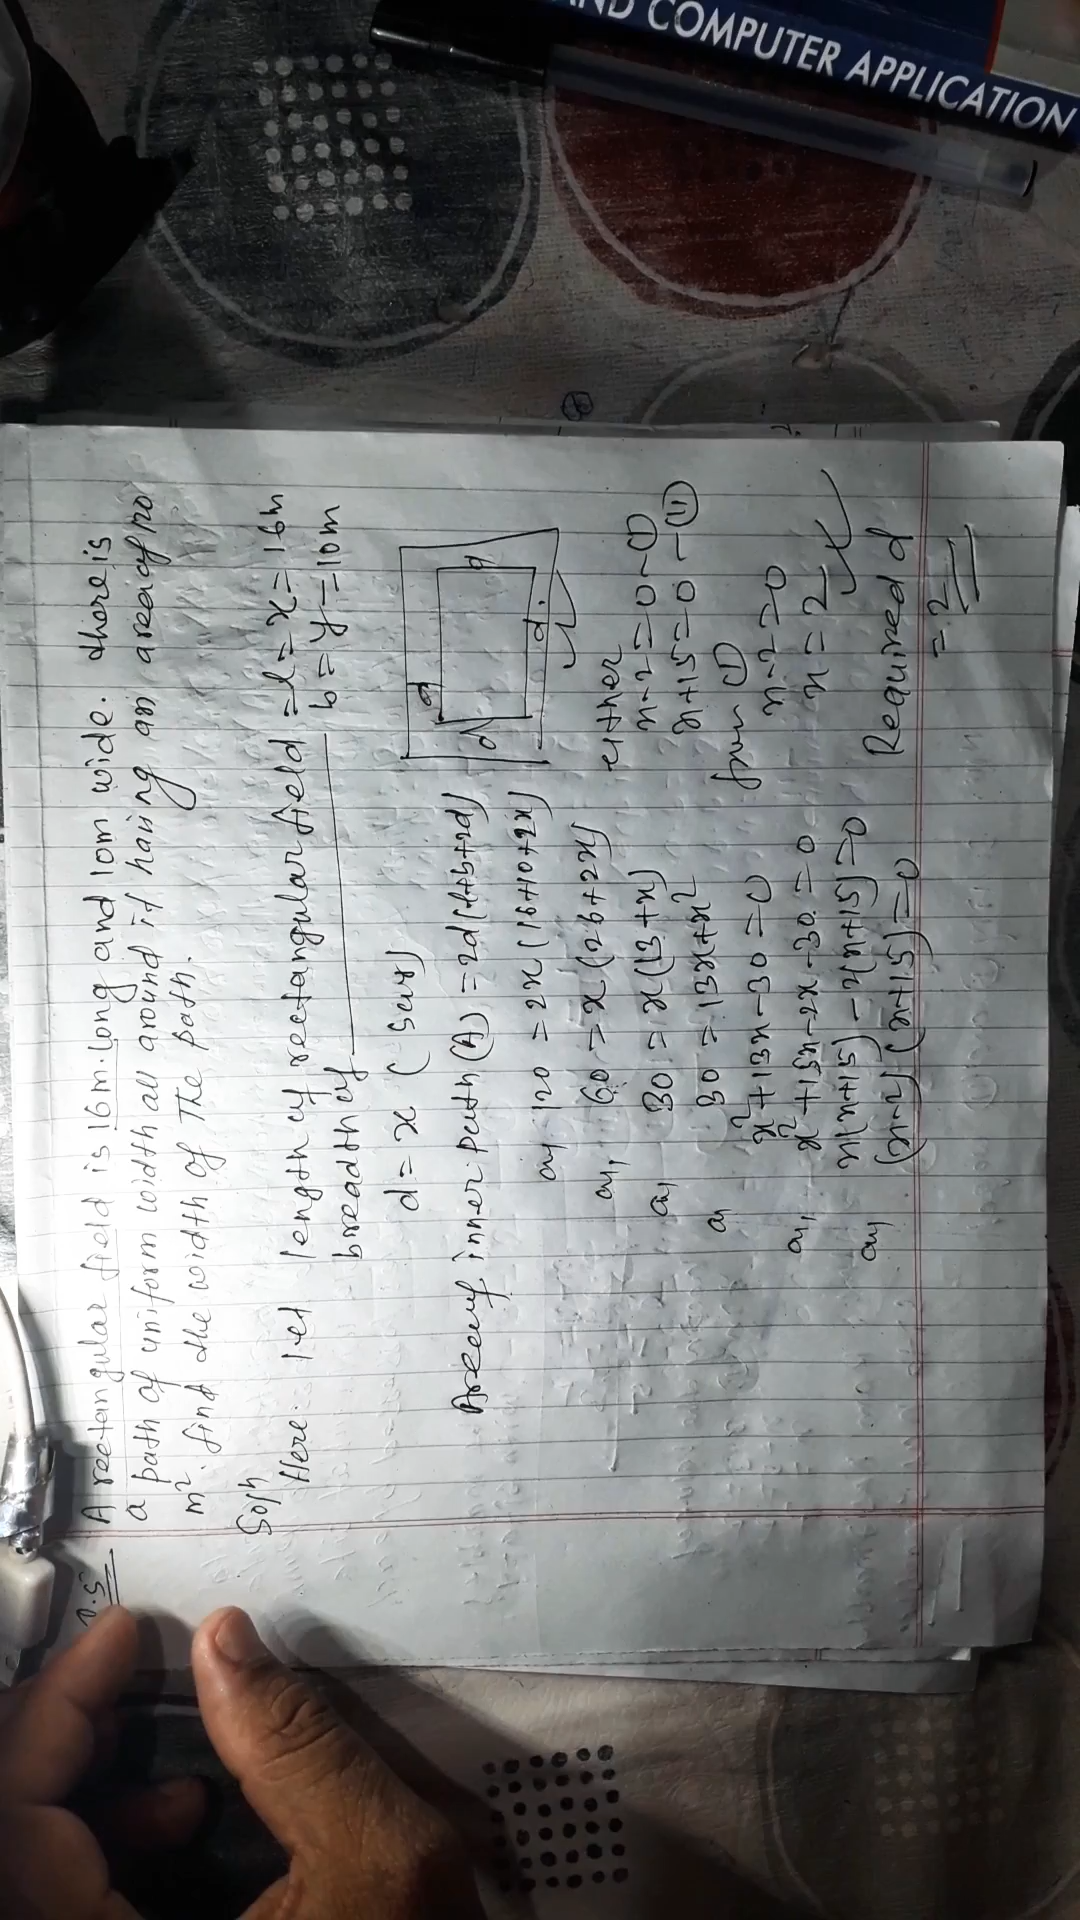 ND COMPUTER APPLICATION
A rectangular field is 16m. long and 10m wide. there is
a path of uniform width all around it having an area of 120
m². find the width of The path.
Soln
Here. let length of rectangular field = l = x = 16m
breadth of ———— b = y = 10m
d = x (say)
Area of inner path (A) = 2d(l+b+2d)
or, 120 = 2x(16+10+2x)
or, 60 = x(26+2x)
or, 30 = x(13+x)
or, 30 = 13x+x²
x²+13x-30=0
or, x²+15x-2x-30=0
x(x+15)-2(x+15)=0
or, (x-2)(x+15)=0
d
d
d
d.
either
x-2=0-(I)
x+15=0-(II)
from (I)
x-2=0
x=2
Required d
=2